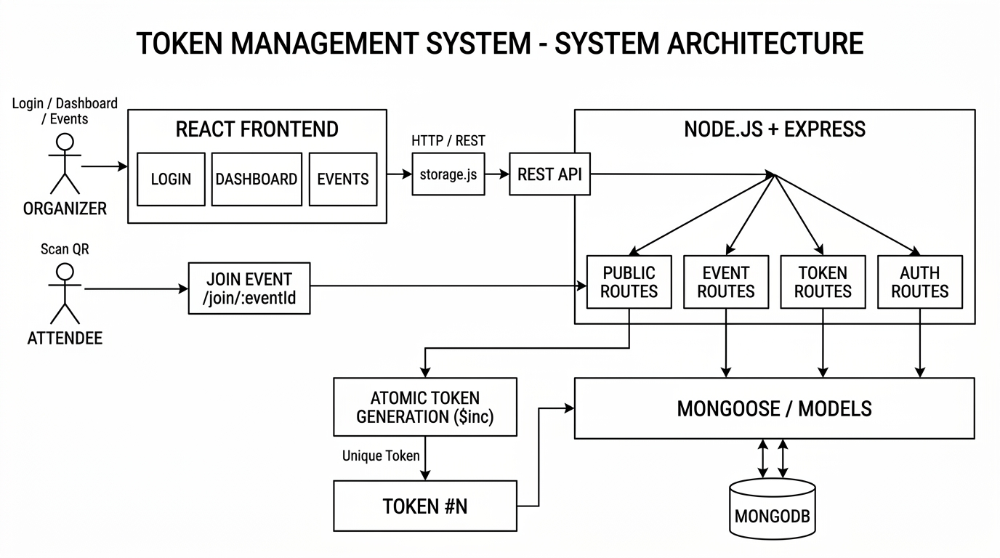 TOKEN MANAGEMENT SYSTEM - SYSTEM ARCHITECTURE
Login / Dashboard
/ Events
ORGANIZER
REACT FRONTEND
LOGIN
DASHBOARD
EVENTS
HTTP / REST
storage.js
REST API
NODE.JS + EXPRESS
Scan QR
ATTENDEE
JOIN EVENT
/join/:eventId
PUBLIC
ROUTES
EVENT
ROUTES
TOKEN
ROUTES
AUTH
ROUTES
ATOMIC TOKEN
GENERATION ($inc)
Unique Token
TOKEN #N
MONGOOSE / MODELS
MONGODB